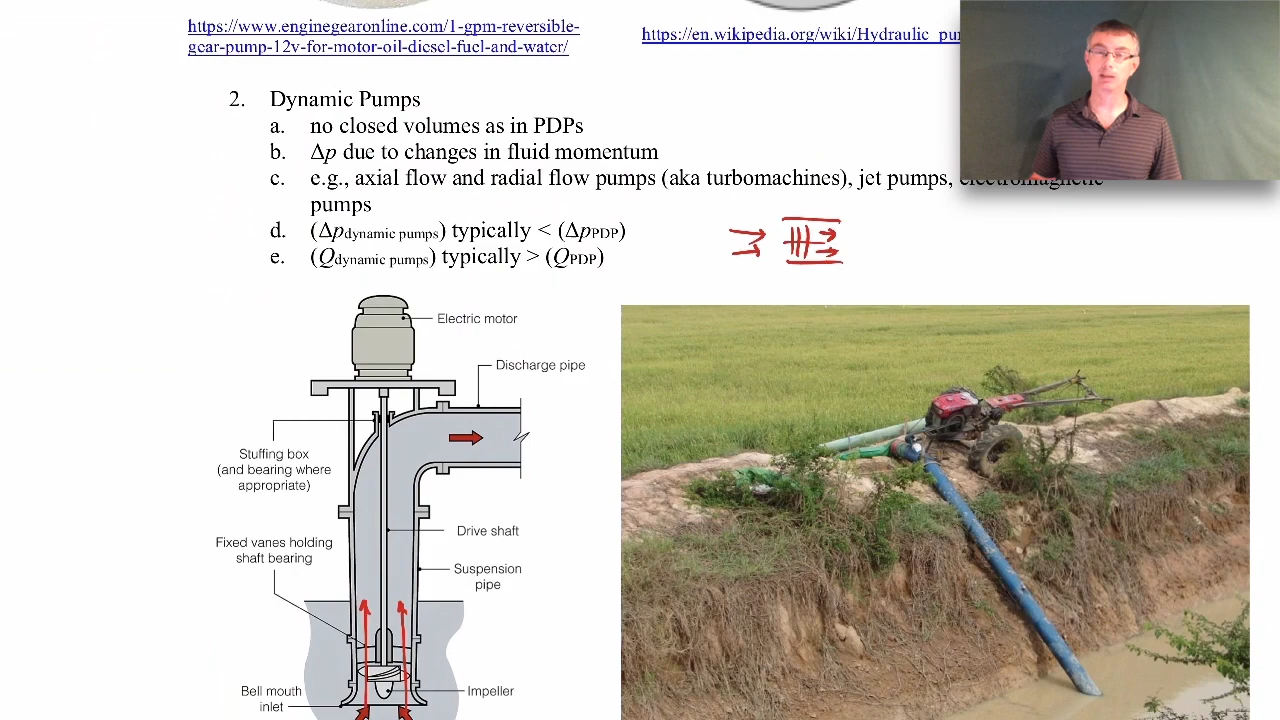 https://www.enginegearonline.com/1-gpm-reversible-
gear-pump-12v-for-motor-oil-diesel-fuel-and-water/
https://en.wikipedia.org/wiki/Hydraulic_pu
2. Dynamic Pumps
a. no closed volumes as in PDPs
b. Δp due to changes in fluid momentum
c. e.g., axial flow and radial flow pumps (aka turbomachines), jet pumps, electromagnetic
pumps
d. (Δpdynamic pumps) typically < (ΔpPDP)
e. (Qdynamic pumps) typically > (QPDP)
Electric motor
Discharge pipe
Stuffing box
(and bearing where
appropriate)
Drive shaft
Fixed vanes holding
shaft bearing
Suspension
pipe
Bell mouth
inlet
Impeller